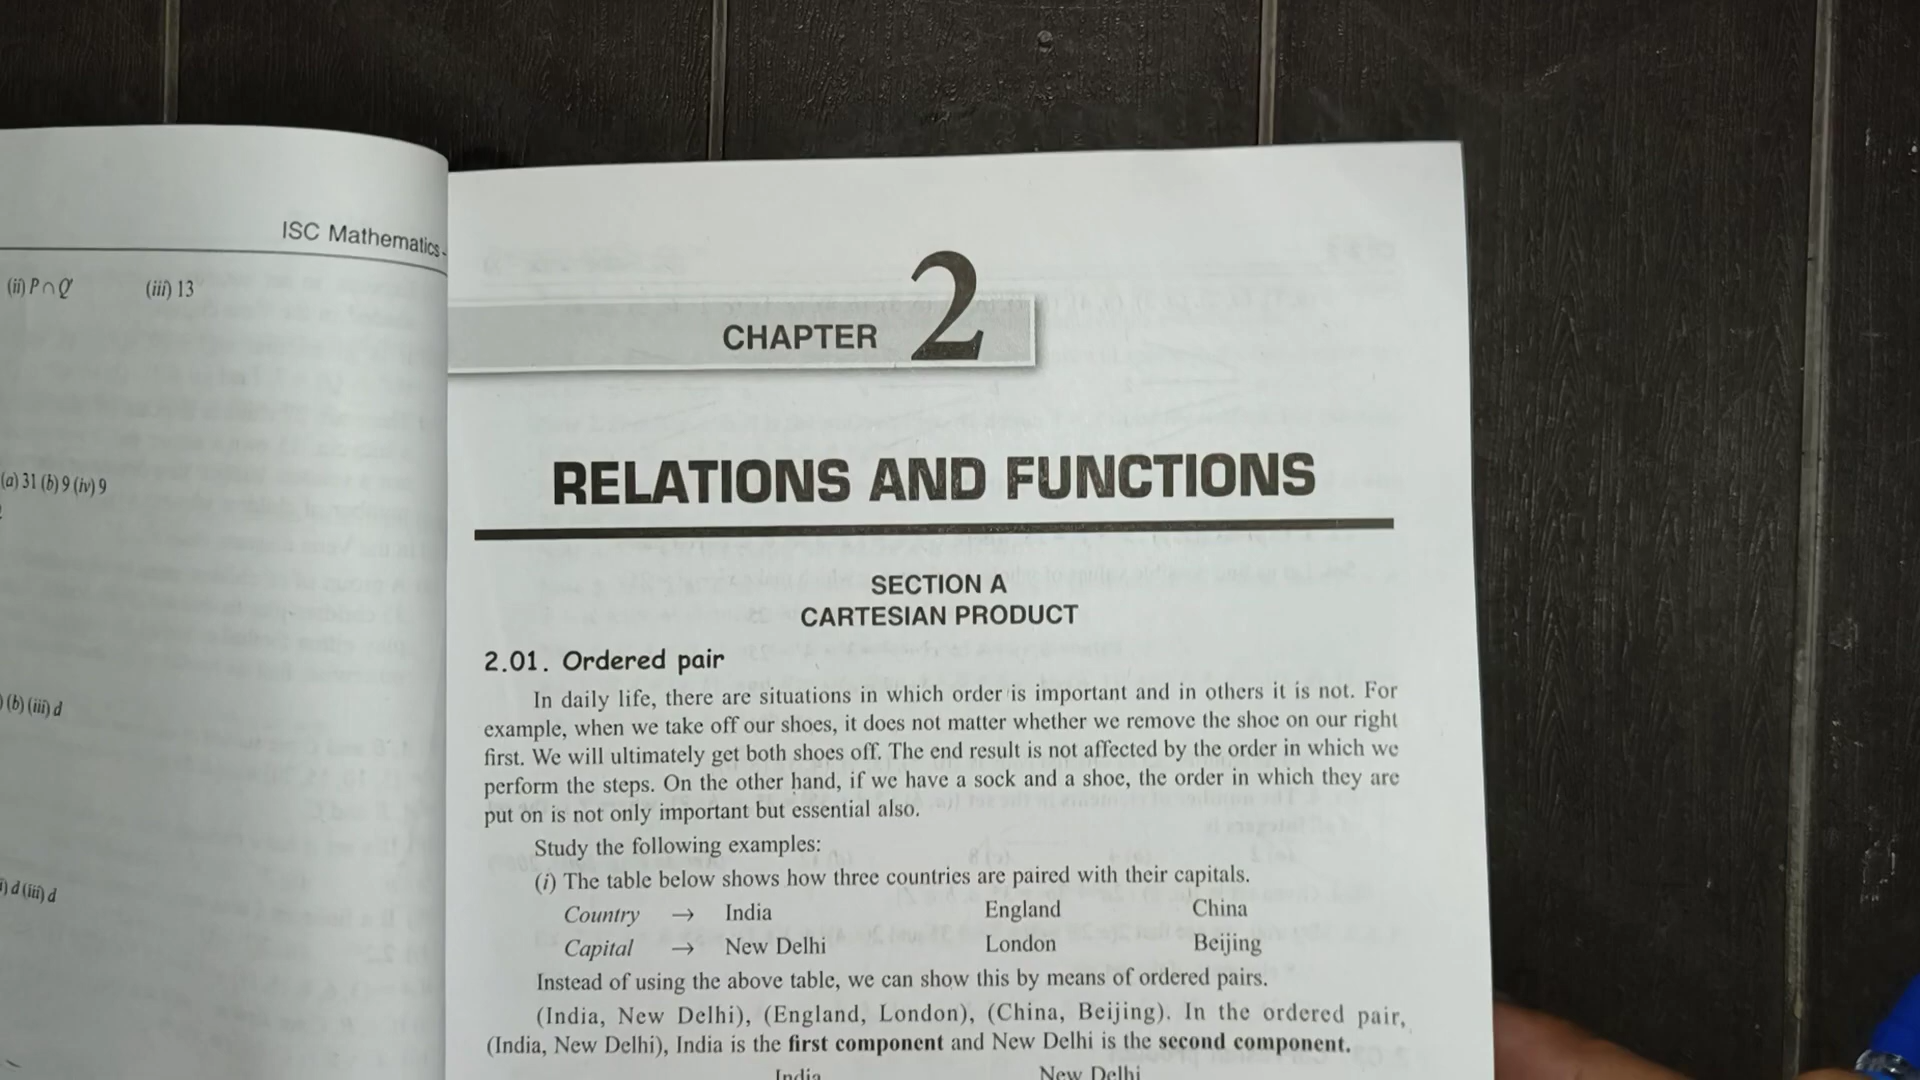 ISC Mathematics-
(ii) P∩Q' (iii) 13
(a) 31 (b) 9 (iv) 9
(b) (iii) d
d (iii) d
CHAPTER 2
RELATIONS AND FUNCTIONS
SECTION A
CARTESIAN PRODUCT
2.01. Ordered pair
In daily life, there are situations in which order is important and in others it is not. For
example, when we take off our shoes, it does not matter whether we remove the shoe on our right
first. We will ultimately get both shoes off. The end result is not affected by the order in which we
perform the steps. On the other hand, if we have a sock and a shoe, the order in which they are
put on is not only important but essential also.
Study the following examples:
(i) The table below shows how three countries are paired with their capitals.
Country → India England China
Capital → New Delhi London Beijing
Instead of using the above table, we can show this by means of ordered pairs.
(India, New Delhi), (England, London), (China, Beijing). In the ordered pair,
(India, New Delhi), India is the first component and New Delhi is the second component.
India New Delhi